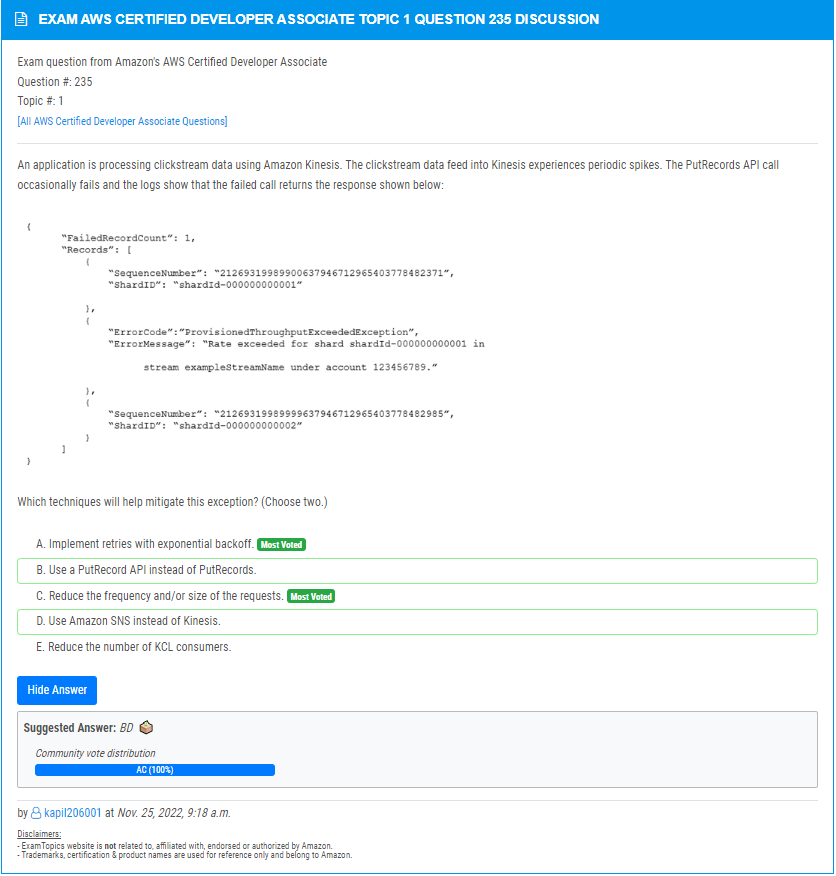 EXAM AWS CERTIFIED DEVELOPER ASSOCIATE TOPIC 1 QUESTION 235 DISCUSSION
Exam question from Amazon's AWS Certified Developer Associate
Question #: 235
Topic #: 1
[All AWS Certified Developer Associate Questions]
An application is processing clickstream data using Amazon Kinesis. The clickstream data feed into Kinesis experiences periodic spikes. The PutRecords API call
occasionally fails and the logs show that the failed call returns the response shown below:
{
“FailedRecordCount”: 1,
“Records”: [
{
“SequenceNumber”: “21269319989900637946712965403778482371”,
“ShardID”: “shardId-000000000001”
},
{
“ErrorCode”:”ProvisionedThroughputExceededException”,
“ErrorMessage”: “Rate exceeded for shard shardId-000000000001 in
stream exampleStreamName under account 123456789.”
},
{
“SequenceNumber”: “21269319989999637946712965403778482985”,
“ShardID”: “shardId-000000000002”
}
]
}
Which techniques will help mitigate this exception? (Choose two.)
A. Implement retries with exponential backoff. Most Voted
B. Use a PutRecord API instead of PutRecords.
C. Reduce the frequency and/or size of the requests. Most Voted
D. Use Amazon SNS instead of Kinesis.
E. Reduce the number of KCL consumers.
Hide Answer
Suggested Answer: BD
Community vote distribution
AC (100%)
by kapil206001 at Nov. 25, 2022, 9:18 a.m.
Disclaimers:
- ExamTopics website is not related to, affiliated with, endorsed or authorized by Amazon.
- Trademarks, certification & product names are used for reference only and belong to Amazon.